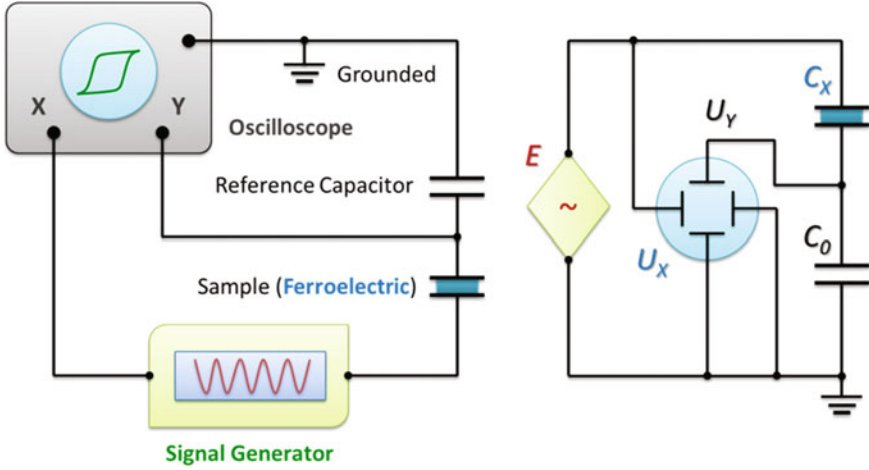 X
Y
Oscilloscope
Grounded
Reference Capacitor
Sample (Ferroelectric)
Signal Generator
E
~
U_Y
U_X
C_X
C_0